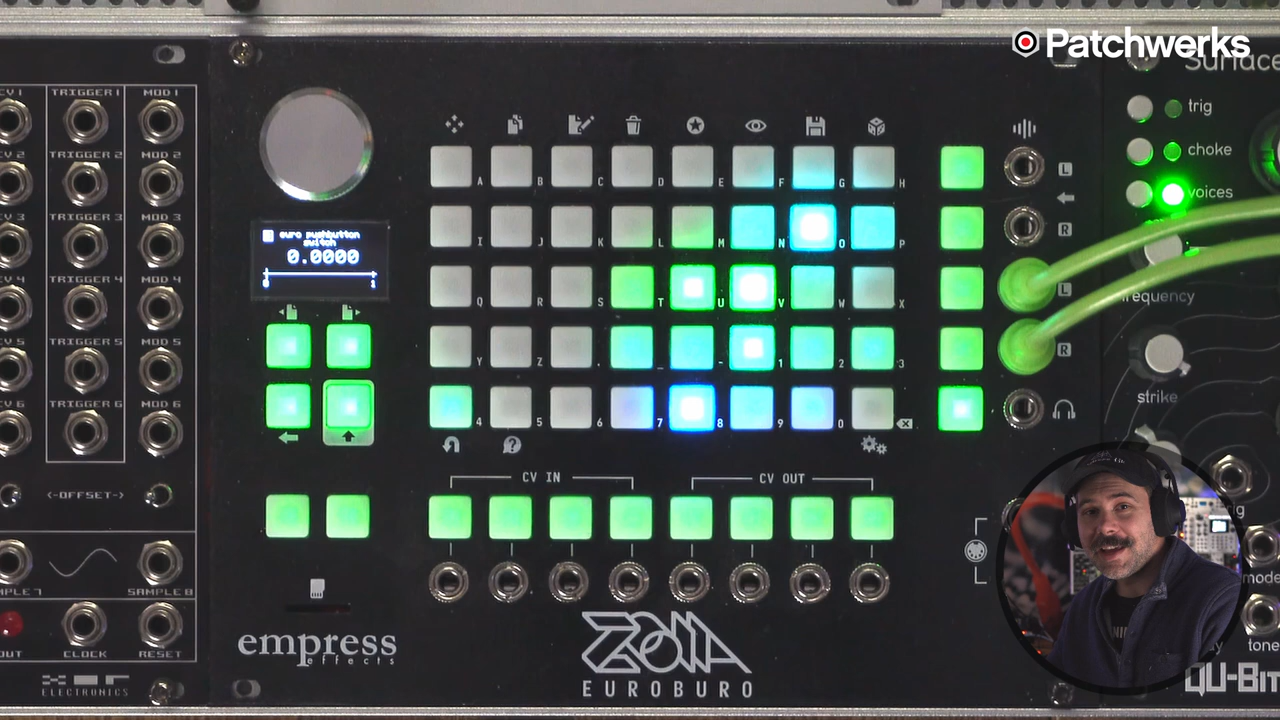 Patchwerks
CV 1
TRIGGER 1
MOD 1
CV 2
TRIGGER 2
MOD 2
CV 3
TRIGGER 3
MOD 3
CV 4
TRIGGER 4
MOD 4
CV 5
TRIGGER 5
MOD 5
CV 6
TRIGGER 6
MOD 6
<-OFFSET->
SAMPLE 8
CLOCK
RESET
ELECTRONICS
euro pushbutton
switch
0.0000
0 1
A B C D E F G H
I J K L M N O P
Q R S T U V W X
Y Z . _ - 1 2 3
4 5 6 7 8 9 0
CV IN
CV OUT
empress
effects
ZOIA
EUROBURO
L
R
L
R
Surface
trig
choke
voices
frequency
strike
mode
tone
QU-Bit